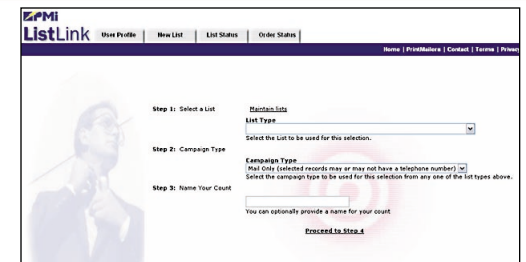 PMi
ListLink User Profile New List List Status Order Status
Home | PrintMailers | Contact | Terms | Privacy
Step 1: Select a List Maintain lists
List Type
Select the List to be used for this selection.
Step 2: Campaign Type
Campaign Type
Mail Only (selected records may or may not have a telephone number)
Select the campaign type to be used for this selection from any one of the list types above.
Step 3: Name Your Count
You can optionally provide a name for your count
Proceed to Step 4